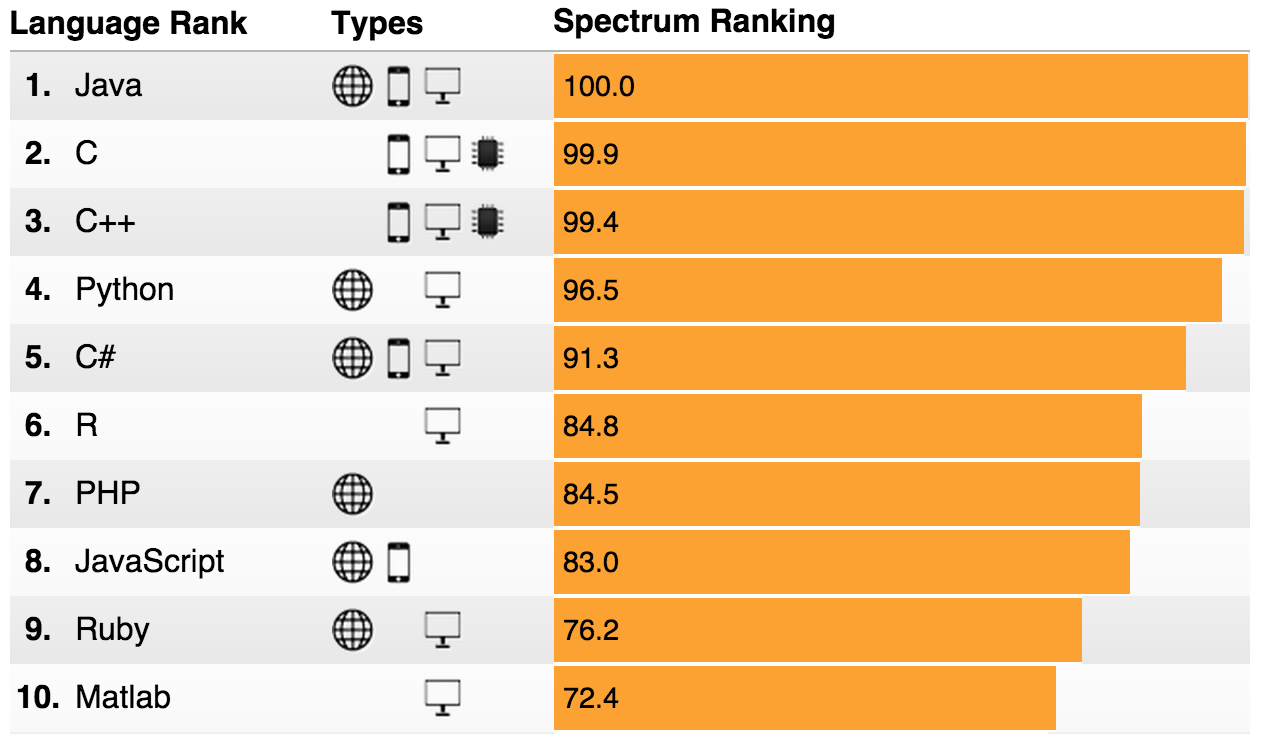 Language Rank Types Spectrum Ranking
1. Java 100.0
2. C 99.9
3. C++ 99.4
4. Python 96.5
5. C# 91.3
6. R 84.8
7. PHP 84.5
8. JavaScript 83.0
9. Ruby 76.2
10. Matlab 72.4